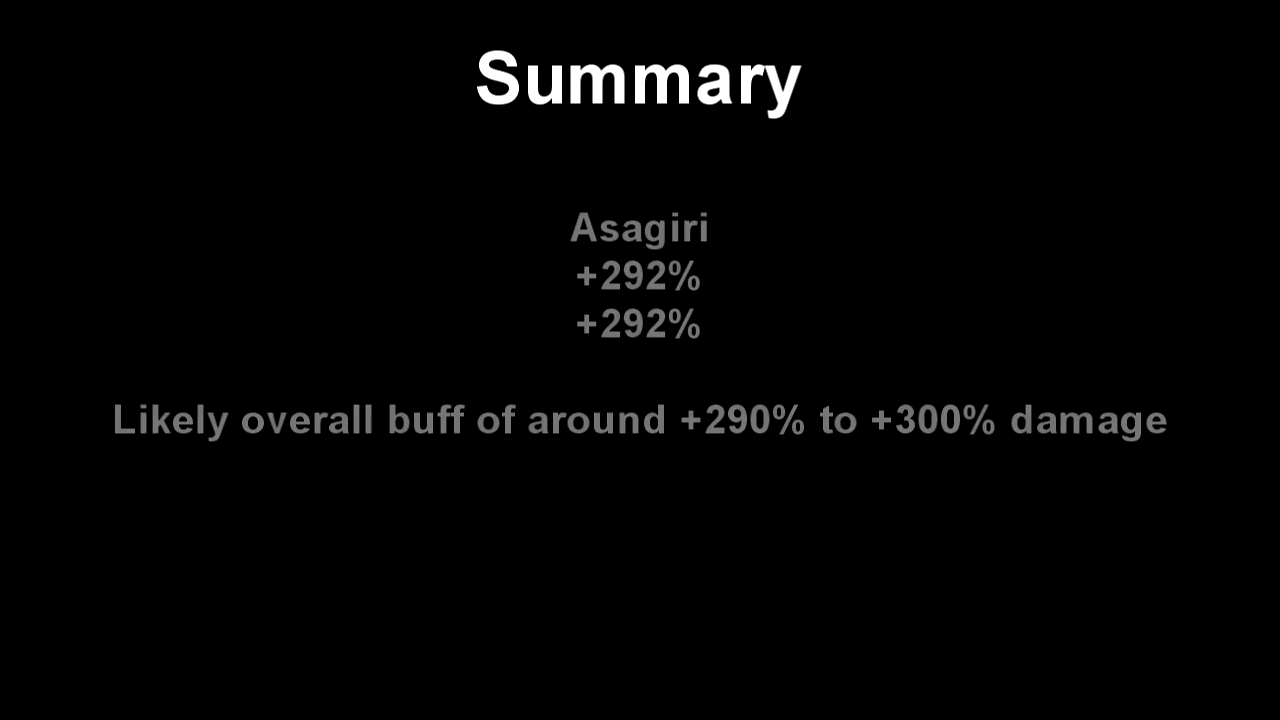 Summary
Asagiri
+292%
+292%
Likely overall buff of around +290% to +300% damage